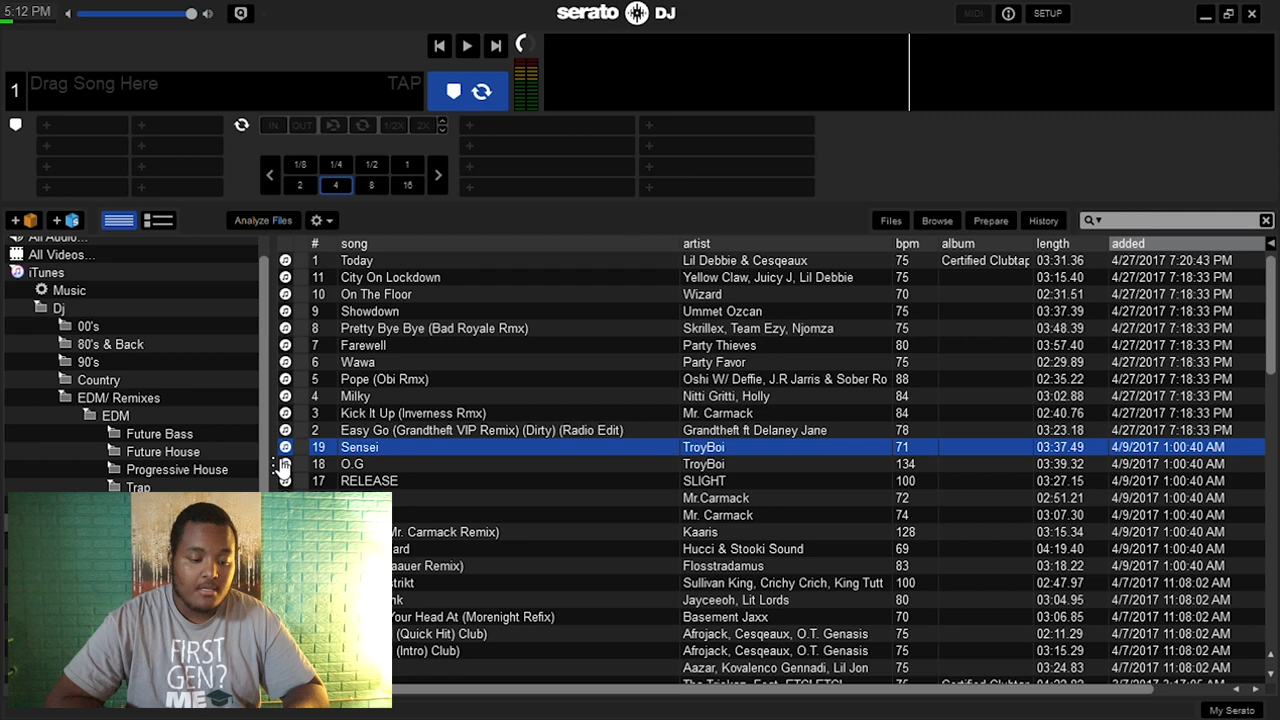 5:12 PM
serato DJ
MIDI
SETUP
1 Drag Song Here TAP
IN OUT 1/2X 2X
1/8 1/4 1/2 1
2 4 8 16
Analyze Files
Files Browse Prepare History
# song artist bpm album length added
All Audio...
All Videos...
iTunes
Music
Dj
00's
80's & Back
90's
Country
EDM/ Remixes
EDM
Future Bass
Future House
Progressive House
Trap
1 Today Lil Debbie & Cesqeaux 75 Certified Clubtap 03:31.36 4/27/2017 7:20:43 PM
11 City On Lockdown Yellow Claw, Juicy J, Lil Debbie 75 03:15.40 4/27/2017 7:18:33 PM
10 On The Floor Wizard 70 02:31.51 4/27/2017 7:18:33 PM
9 Showdown Ummet Ozcan 75 03:37.39 4/27/2017 7:18:33 PM
8 Pretty Bye Bye (Bad Royale Rmx) Skrillex, Team Ezy, Njomza 75 03:48.39 4/27/2017 7:18:33 PM
7 Farewell Party Thieves 80 03:57.40 4/27/2017 7:18:33 PM
6 Wawa Party Favor 75 02:29.89 4/27/2017 7:18:33 PM
5 Pope (Obi Rmx) Oshi W/ Deffie, J.R Jarris & Sober Ro 88 02:35.22 4/27/2017 7:18:33 PM
4 Milky Nitti Gritti, Holly 84 03:02.88 4/27/2017 7:18:33 PM
3 Kick It Up (Inverness Rmx) Mr. Carmack 84 02:40.76 4/27/2017 7:18:33 PM
2 Easy Go (Grandtheft VIP Remix) (Dirty) (Radio Edit) Grandtheft ft Delaney Jane 78 03:23.18 4/27/2017 7:18:33 PM
19 Sensei TroyBoi 71 03:37.49 4/9/2017 1:00:40 AM
18 O.G TroyBoi 134 03:39.32 4/9/2017 1:00:40 AM
17 RELEASE SLIGHT 100 03:27.15 4/9/2017 1:00:40 AM
Mr.Carmack 72 02:51.21 4/9/2017 1:00:40 AM
Mr. Carmack 74 03:07.30 4/9/2017 1:00:40 AM
Mr. Carmack Remix) Kaaris 128 03:15.34 4/9/2017 1:00:40 AM
ard Hucci & Stooki Sound 69 04:19.40 4/9/2017 1:00:40 AM
aauer Remix) Flosstradamus 83 03:18.22 4/9/2017 1:00:40 AM
strikt Sullivan King, Crichy Crich, King Tutt 100 02:47.97 4/7/2017 11:08:02 AM
nk Jayceeoh, Lit Lords 80 03:04.95 4/7/2017 11:08:02 AM
Your Head At (Morenight Refix) Basement Jaxx 70 03:06.05 4/7/2017 11:08:02 AM
(Quick Hit) Club) Afrojack, Cesqeaux, O.T. Genasis 75 02:11.29 4/7/2017 11:08:02 AM
(Intro) Club) Afrojack, Cesqeaux, O.T. Genasis 75 03:15.29 4/7/2017 11:08:02 AM
Aazar, Kovalenco Gennadi, Lil Jon 75 03:24.83 4/7/2017 11:08:02 AM
FIRST
GEN?
ME
My Serato